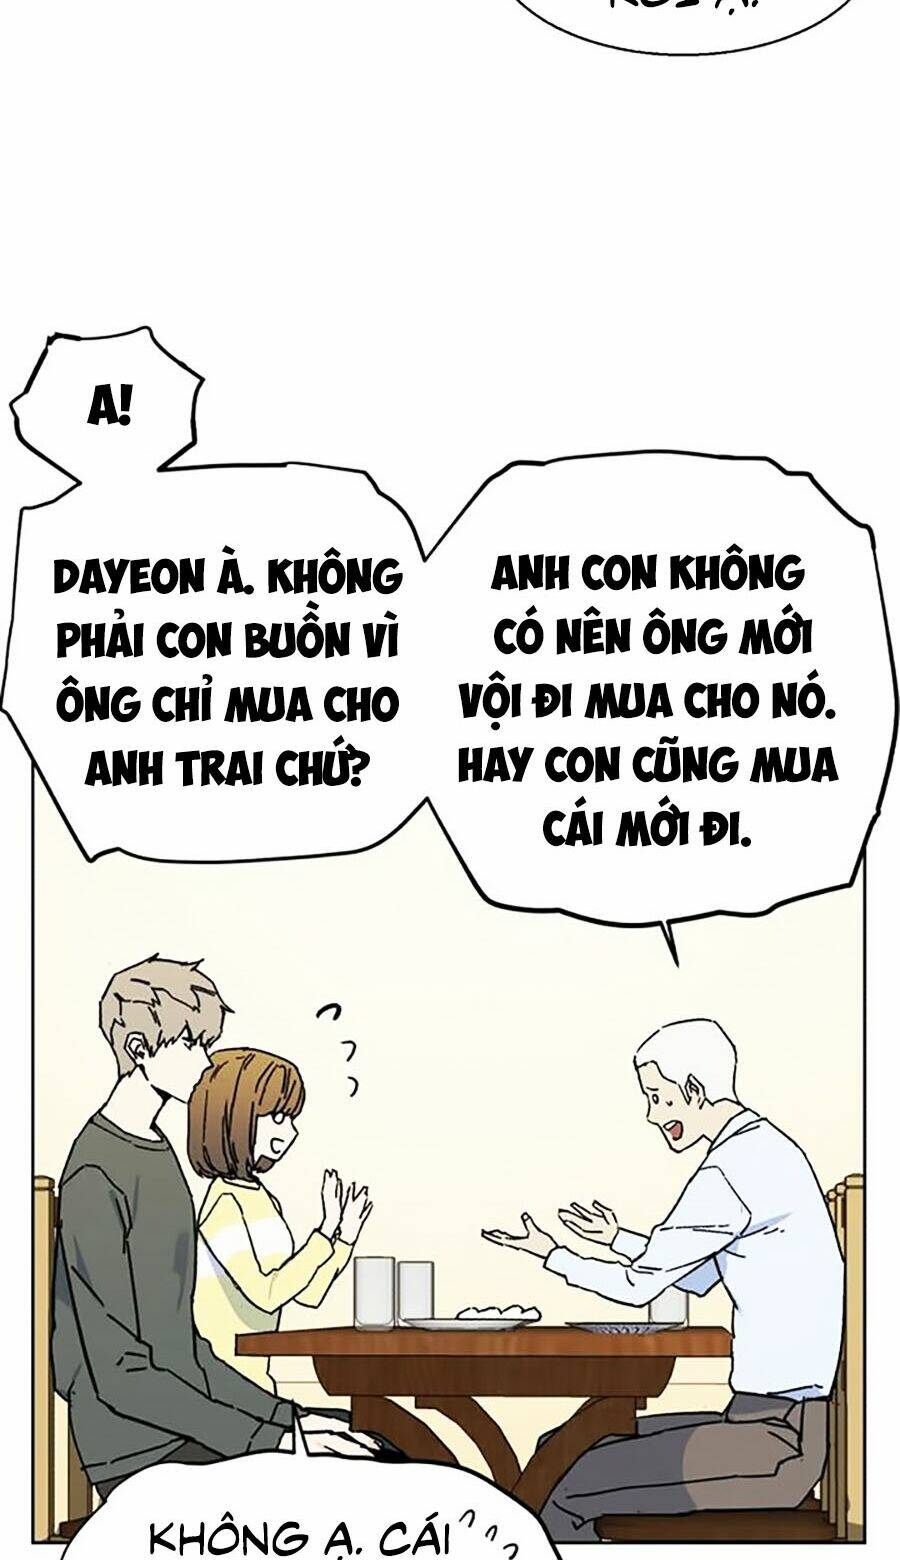 A!
DAYEON À. KHÔNG
PHẢI CON BUỒN VÌ
ÔNG CHỈ MUA CHO
ANH TRAI CHỨ?
ANH CON KHÔNG
CÓ NÊN ÔNG MỚI
VỘI ĐI MUA CHO NÓ.
HAY CON CŨNG MUA
CÁI MỚI ĐI.
KHÔNG Ạ. CÁI